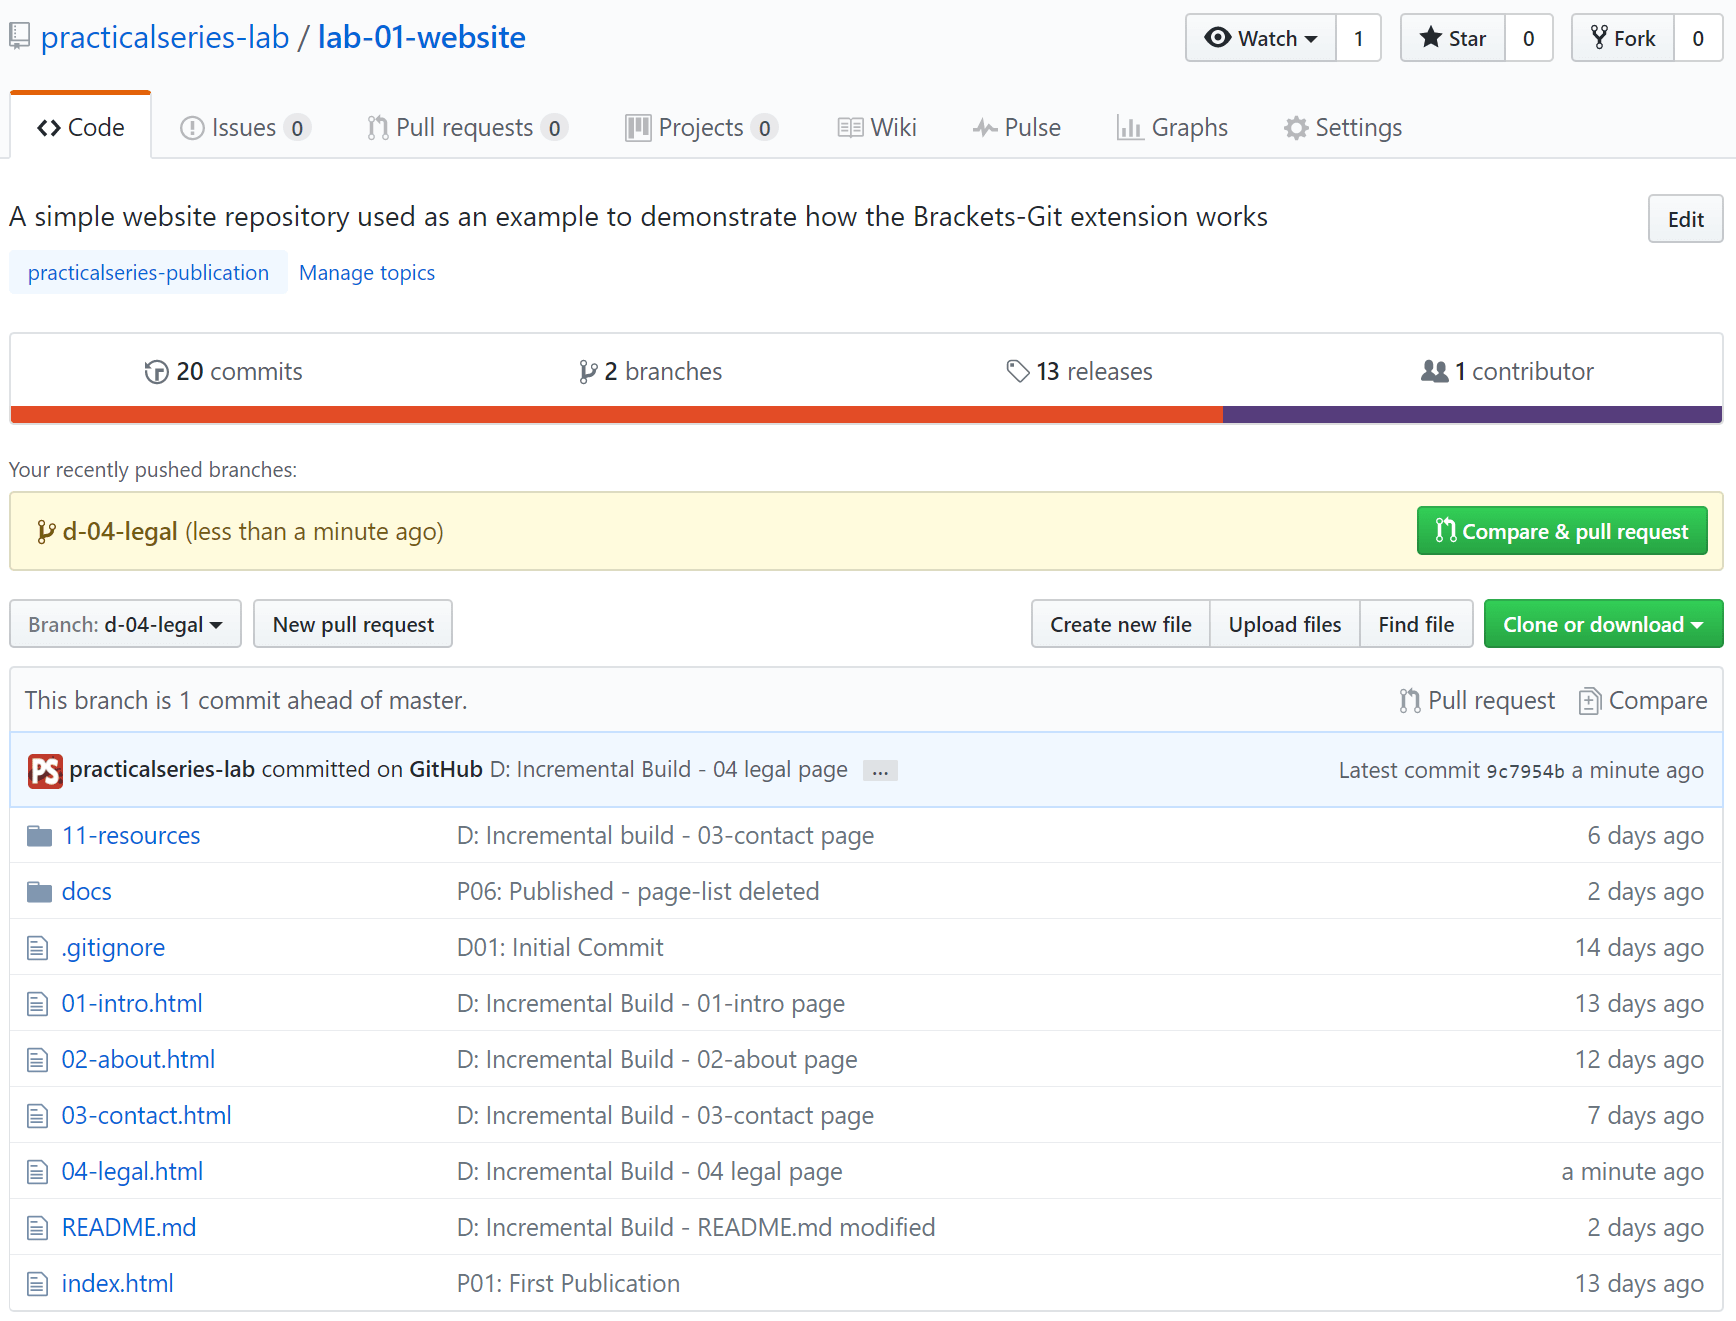 practicalseries-lab / lab-01-website Watch 1 Star 0 Fork 0
Code Issues 0 Pull requests 0 Projects 0 Wiki Pulse Graphs Settings
A simple website repository used as an example to demonstrate how the Brackets-Git extension works Edit
practicalseries-publication Manage topics
20 commits 2 branches 13 releases 1 contributor
Your recently pushed branches:
d-04-legal (less than a minute ago) Compare & pull request
Branch: d-04-legal New pull request Create new file Upload files Find file Clone or download
This branch is 1 commit ahead of master. Pull request Compare
PS practicalseries-lab committed on GitHub D: Incremental Build - 04 legal page ... Latest commit 9c7954b a minute ago
11-resources D: Incremental build - 03-contact page 6 days ago
docs P06: Published - page-list deleted 2 days ago
.gitignore D01: Initial Commit 14 days ago
01-intro.html D: Incremental Build - 01-intro page 13 days ago
02-about.html D: Incremental Build - 02-about page 12 days ago
03-contact.html D: Incremental Build - 03-contact page 7 days ago
04-legal.html D: Incremental Build - 04 legal page a minute ago
README.md D: Incremental Build - README.md modified 2 days ago
index.html P01: First Publication 13 days ago